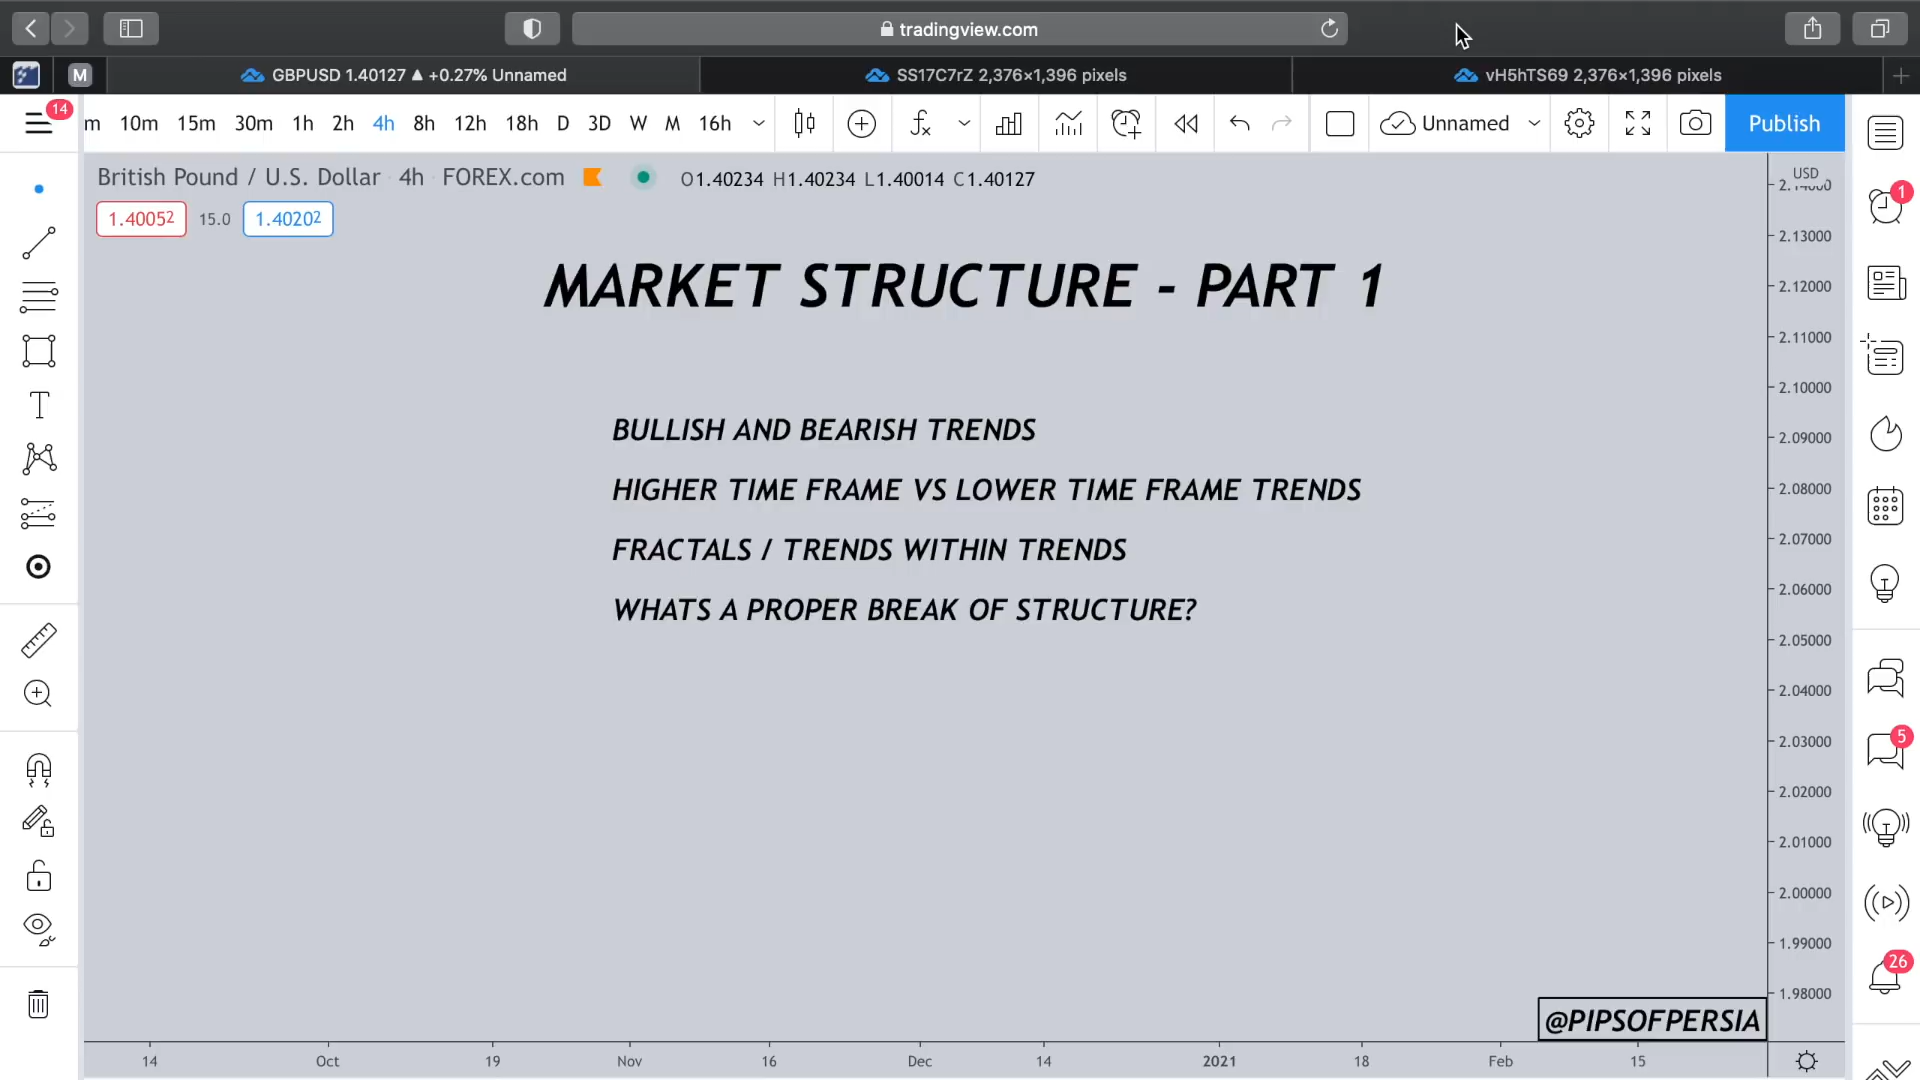 tradingview.com
M
GBPUSD 1.40127 ▲ +0.27% Unnamed
SS17C7rZ 2,376×1,396 pixels
vH5hTS69 2,376×1,396 pixels
14
m 10m 15m 30m 1h 2h 4h 8h 12h 18h D 3D W M 16h
Unnamed
Publish
British Pound / U.S. Dollar 4h FOREX.com
O1.40234 H1.40234 L1.40014 C1.40127
USD
1
1.40052 15.0 1.40202
MARKET STRUCTURE - PART 1
BULLISH AND BEARISH TRENDS
HIGHER TIME FRAME VS LOWER TIME FRAME TRENDS
FRACTALS / TRENDS WITHIN TRENDS
WHATS A PROPER BREAK OF STRUCTURE?
2.13000
2.12000
2.11000
2.10000
2.09000
2.08000
2.07000
2.06000
2.05000
2.04000
2.03000
2.02000
2.01000
2.00000
1.99000
1.98000
5
26
@PIPSOFPERSIA
14 Oct 19 Nov 16 Dec 14 2021 18 Feb 15